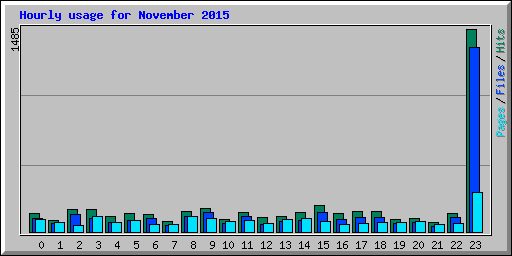 Hourly usage for November 2015
1485
Pages/Files/Hits
0 1 2 3 4 5 6 7 8 9 10 11 12 13 14 15 16 17 18 19 20 21 22 23